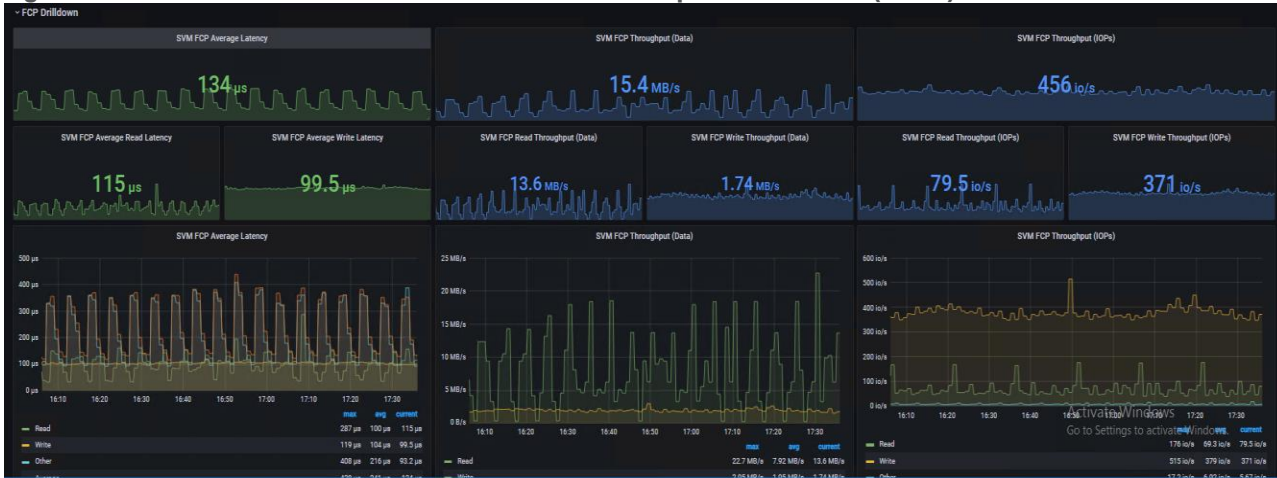 FCP Drilldown
SVM FCP Average Latency
SVM FCP Throughput (Data)
SVM FCP Throughput (IOPs)
134 µs
15.4 MB/s
456 io/s
SVM FCP Average Read Latency
SVM FCP Average Write Latency
SVM FCP Read Throughput (Data)
SVM FCP Write Throughput (Data)
SVM FCP Read Throughput (IOPs)
SVM FCP Write Throughput (IOPs)
115 µs
99.5 µs
13.6 MB/s
1.74 MB/s
79.5 io/s
371 io/s
SVM FCP Average Latency
500 µs
400 µs
300 µs
200 µs
100 µs
0 µs
16:10 16:20 16:30 16:40 16:50 17:00 17:10 17:20 17:30
max avg current
Read 287 µs 100 µs 115 µs
Write 119 µs 104 µs 99.5 µs
Other 408 µs 216 µs 93.2 µs
SVM FCP Throughput (Data)
25 MB/s
20 MB/s
15 MB/s
10 MB/s
5 MB/s
0 B/s
16:10 16:20 16:30 16:40 16:50 17:00 17:10 17:20 17:30
max avg current
Read 22.7 MB/s 7.92 MB/s 13.6 MB/s
SVM FCP Throughput (IOPs)
600 io/s
500 io/s
400 io/s
300 io/s
200 io/s
100 io/s
0 io/s
16:10 16:20 16:30 16:40 16:50 17:00 17:10 17:20 17:30
Activate Windows
Go to Settings to activate Windows.
current
Read 176 io/s 69.3 io/s 79.5 io/s
Write 515 io/s 379 io/s 371 io/s